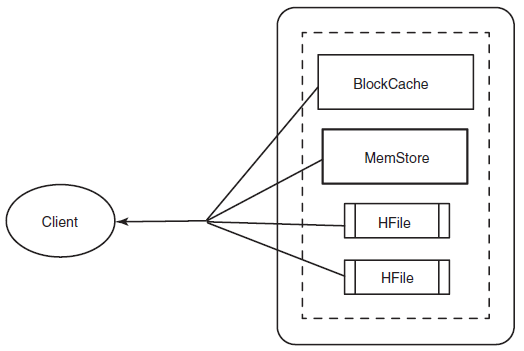 BlockCache
MemStore
Client
HFile
HFile